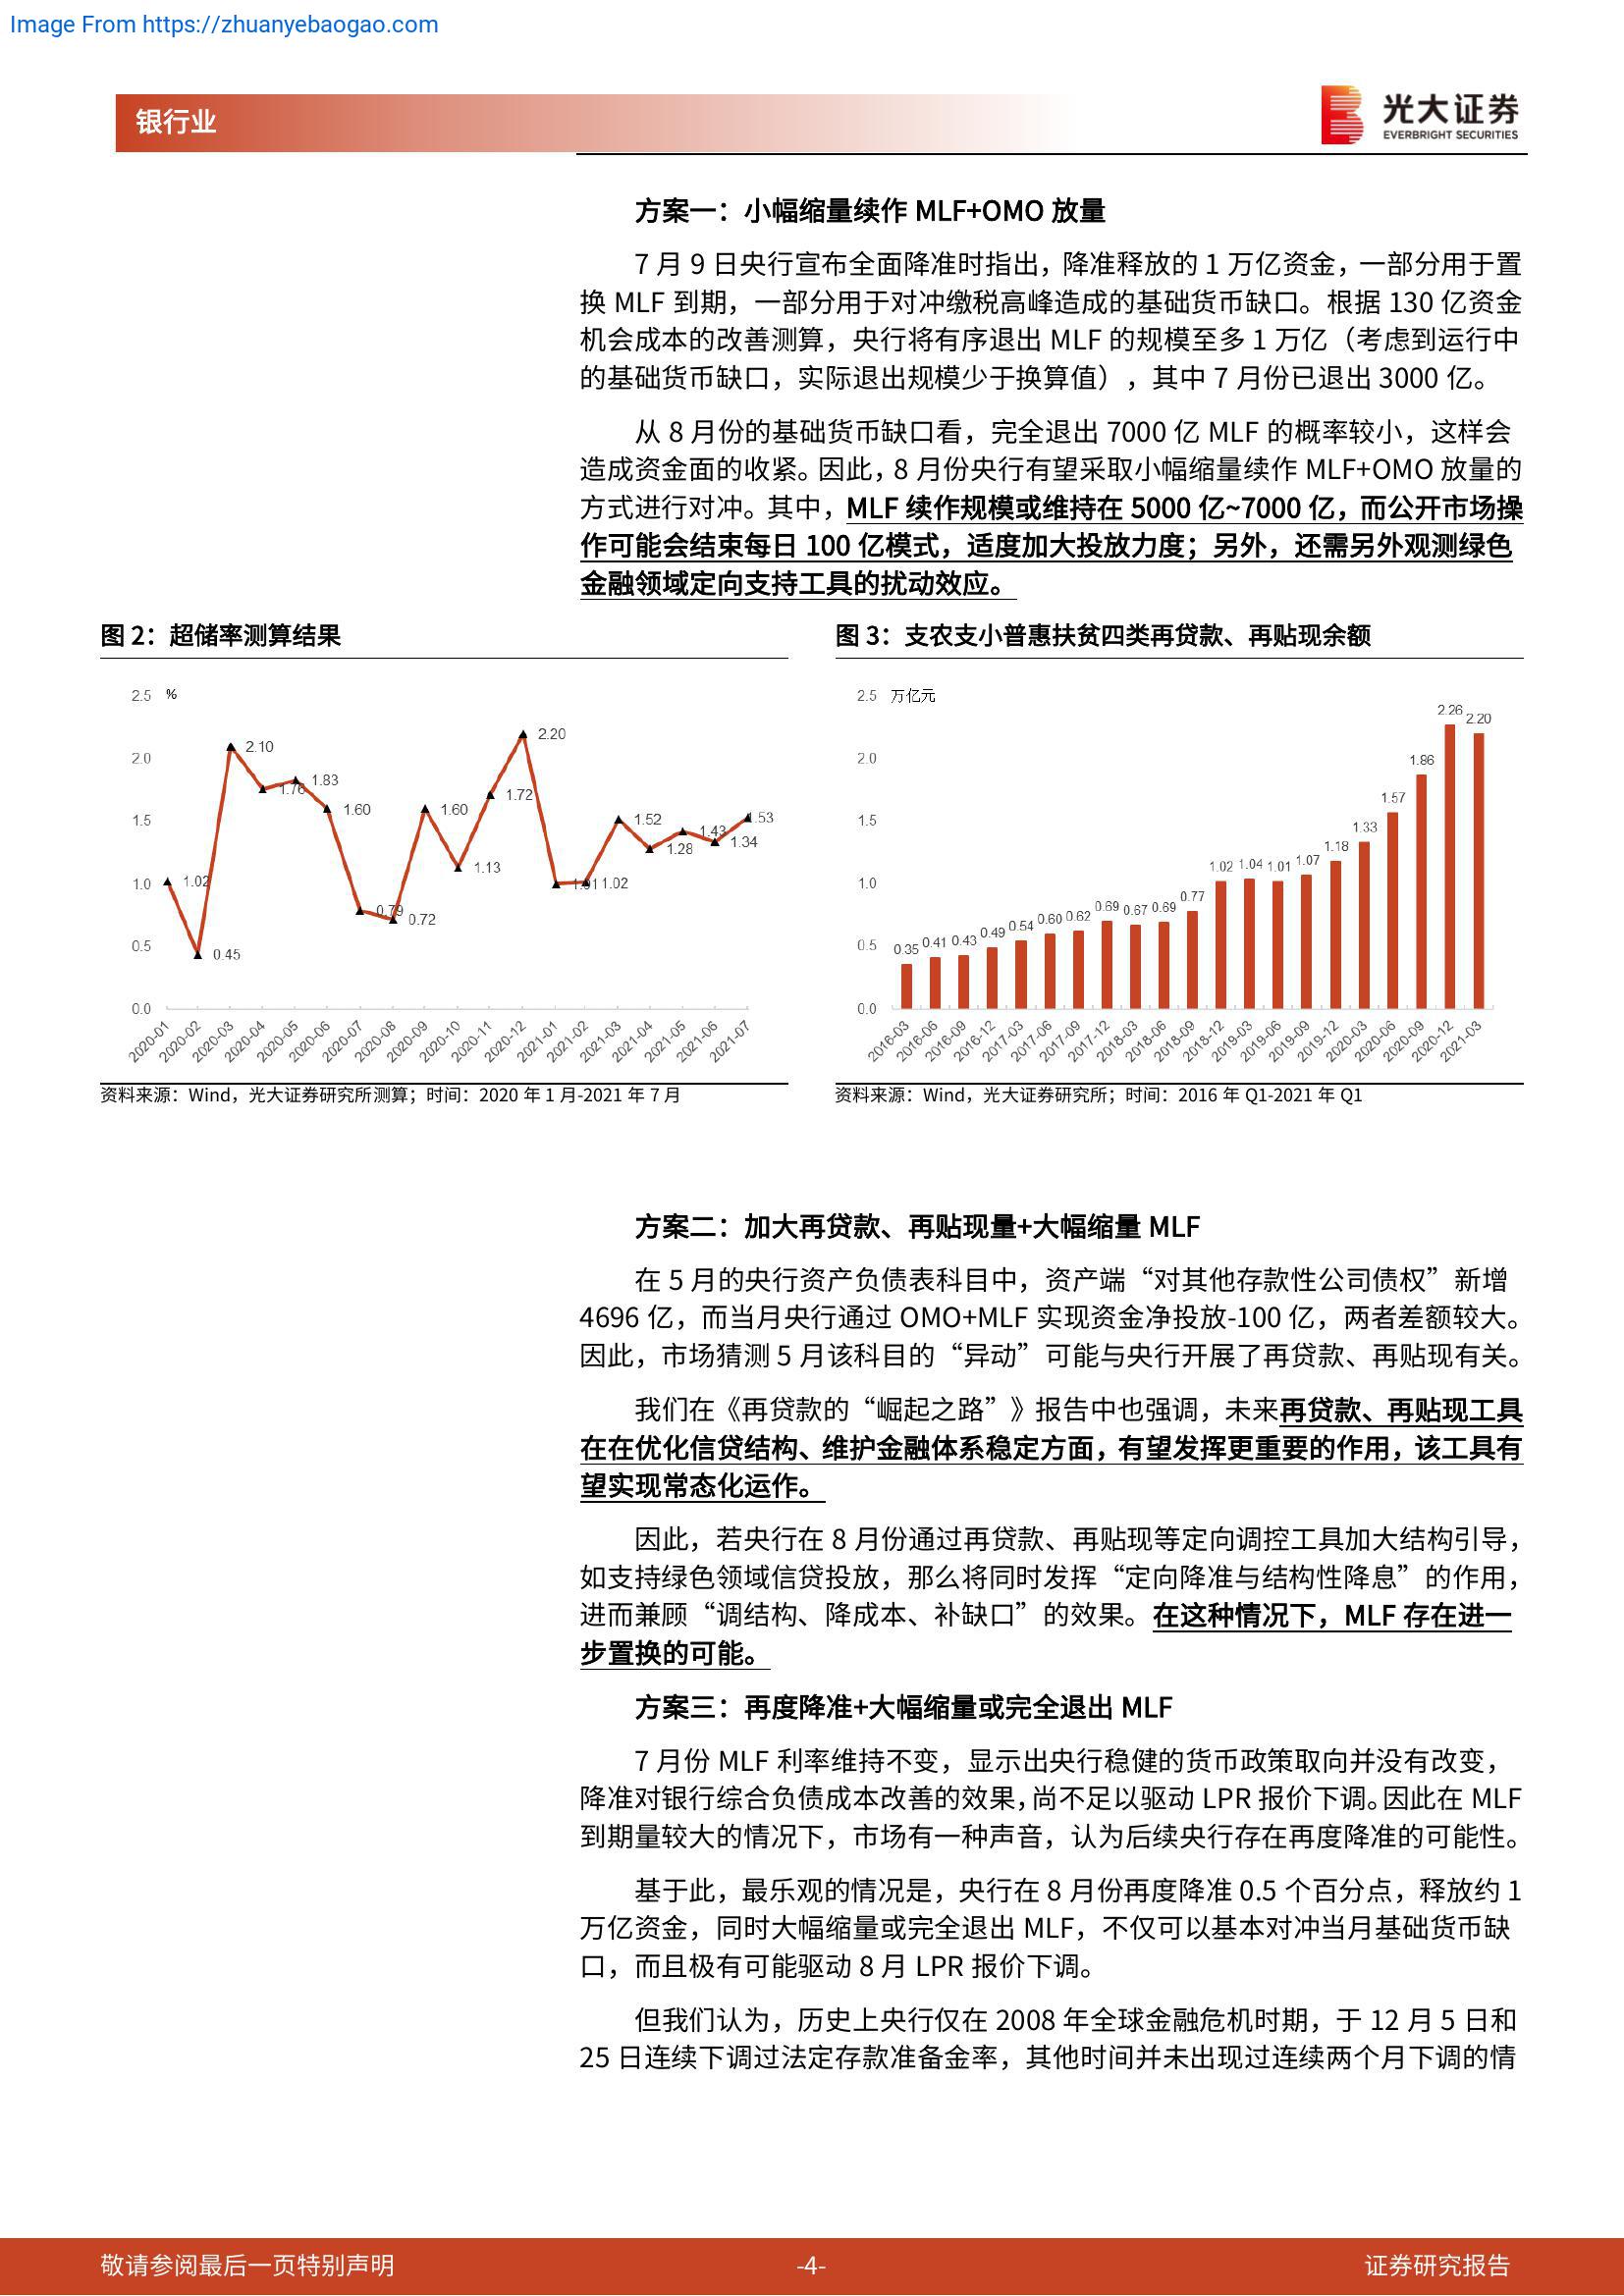 Image From https://zhuanyebaogao.com
银行业
光大证券
EVERBRIGHT SECURITIES
方案一：小幅缩量续作 MLF+OMO 放量
7 月 9 日央行宣布全面降准时指出，降准释放的 1 万亿资金，一部分用于置
换 MLF 到期，一部分用于对冲缴税高峰造成的基础货币缺口。根据 130 亿资金
机会成本的改善测算，央行将有序退出 MLF 的规模至多 1 万亿（考虑到运行中
的基础货币缺口，实际退出规模少于换算值），其中 7 月份已退出 3000 亿。
从 8 月份的基础货币缺口看，完全退出 7000 亿 MLF 的概率较小，这样会
造成资金面的收紧。因此，8 月份央行有望采取小幅缩量续作 MLF+OMO 放量的
方式进行对冲。其中，MLF 续作规模或维持在 5000 亿~7000 亿，而公开市场操
作可能会结束每日 100 亿模式，适度加大投放力度；另外，还需另外观测绿色
金融领域定向支持工具的扰动效应。
图 2：超储率测算结果
2.5 %
2.0
1.5
1.0
0.5
0.0
1.02
0.45
2.10
1.76
1.83
1.60
0.79
0.72
1.60
1.13
1.72
2.20
1.01
1.02
1.52
1.28
1.43
1.34
1.53
2020-01
2020-02
2020-03
2020-04
2020-05
2020-06
2020-07
2020-08
2020-09
2020-10
2020-11
2020-12
2021-01
2021-02
2021-03
2021-04
2021-05
2021-06
2021-07
资料来源：Wind，光大证券研究所测算；时间：2020 年 1 月-2021 年 7 月
图 3：支农支小普惠扶贫四类再贷款、再贴现余额
2.5 万亿元
2.0
1.5
1.0
0.5
0.0
0.35
0.41
0.43
0.49
0.54
0.60
0.62
0.69
0.67
0.69
0.77
1.02
1.04
1.01
1.07
1.18
1.33
1.57
1.86
2.26
2.20
2016-03
2016-06
2016-09
2016-12
2017-03
2017-06
2017-09
2017-12
2018-03
2018-06
2018-09
2018-12
2019-03
2019-06
2019-09
2019-12
2020-03
2020-06
2020-09
2020-12
2021-03
资料来源：Wind，光大证券研究所；时间：2016 年 Q1-2021 年 Q1
方案二：加大再贷款、再贴现量+大幅缩量 MLF
在 5 月的央行资产负债表科目中，资产端“对其他存款性公司债权”新增
4696 亿，而当月央行通过 OMO+MLF 实现资金净投放-100 亿，两者差额较大。
因此，市场猜测 5 月该科目的“异动”可能与央行开展了再贷款、再贴现有关。
我们在《再贷款的“崛起之路”》报告中也强调，未来再贷款、再贴现工具
在在优化信贷结构、维护金融体系稳定方面，有望发挥更重要的作用，该工具有
望实现常态化运作。
因此，若央行在 8 月份通过再贷款、再贴现等定向调控工具加大结构引导，
如支持绿色领域信贷投放，那么将同时发挥“定向降准与结构性降息”的作用，
进而兼顾“调结构、降成本、补缺口”的效果。在这种情况下，MLF 存在进一
步置换的可能。
方案三：再度降准+大幅缩量或完全退出 MLF
7 月份 MLF 利率维持不变，显示出央行稳健的货币政策取向并没有改变，
降准对银行综合负债成本改善的效果，尚不足以驱动 LPR 报价下调。因此在 MLF
到期量较大的情况下，市场有一种声音，认为后续央行存在再度降准的可能性。
基于此，最乐观的情况是，央行在 8 月份再度降准 0.5 个百分点，释放约 1
万亿资金，同时大幅缩量或完全退出 MLF，不仅可以基本对冲当月基础货币缺
口，而且极有可能驱动 8 月 LPR 报价下调。
但我们认为，历史上央行仅在 2008 年全球金融危机时期，于 12 月 5 日和
25 日连续下调过法定存款准备金率，其他时间并未出现过连续两个月下调的情
敬请参阅最后一页特别声明
-4-
证券研究报告